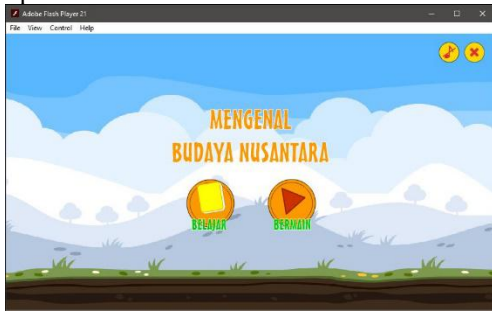 Adobe Flash Player 21
File View Control Help
MENGENAL
BUDAYA NUSANTARA
BELAJAR
BERMAIN